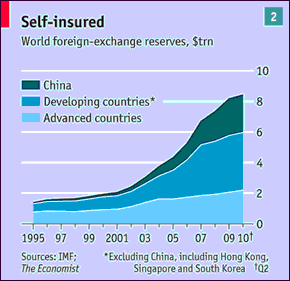 Self-insured
2
World foreign-exchange reserves, $trn
China
Developing countries*
Advanced countries
10
8
6
4
2
0
1995 97 99 2001 03 05 07 09 10†
Sources: IMF; *Excluding China, including Hong Kong,
The Economist Singapore and South Korea †Q2